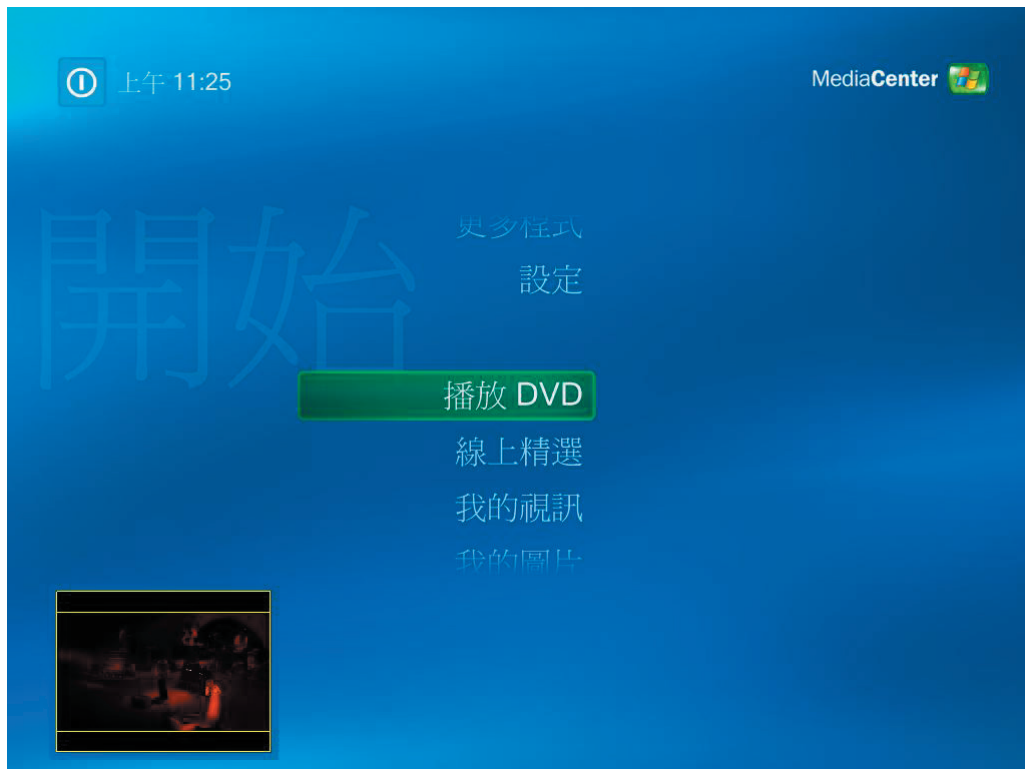 上午 11:25
MediaCenter
開始
更多程式
設定
播放 DVD
線上精選
我的視訊
我的圖片